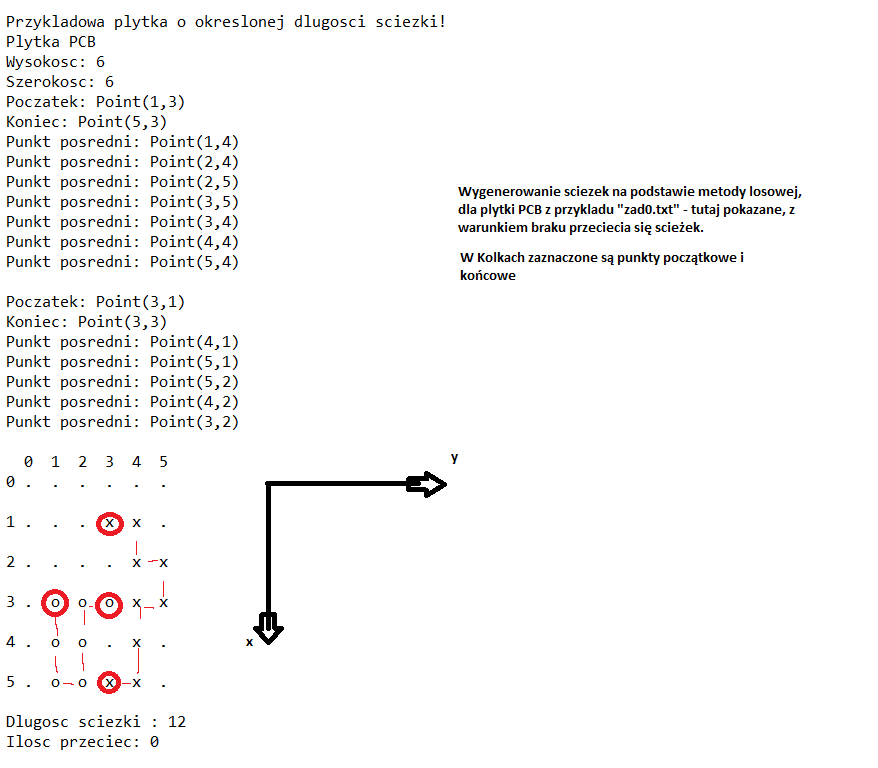 Przykladowa plytka o okreslonej dlugosci sciezki!
Plytka PCB
Wysokosc: 6
Szerokosc: 6
Poczatek: Point(1,3)
Koniec: Point(5,3)
Punkt posredni: Point(1,4)
Punkt posredni: Point(2,4)
Punkt posredni: Point(2,5)
Punkt posredni: Point(3,5)
Punkt posredni: Point(3,4)
Punkt posredni: Point(4,4)
Punkt posredni: Point(5,4)
Poczatek: Point(3,1)
Koniec: Point(3,3)
Punkt posredni: Point(4,1)
Punkt posredni: Point(5,1)
Punkt posredni: Point(5,2)
Punkt posredni: Point(4,2)
Punkt posredni: Point(3,2)
Wygenerowanie sciezek na podstawie metody losowej,
dla plytki PCB z przykladu "zad0.txt" - tutaj pokazane, z
warunkiem braku przeciecia się scieżek.
W Kolkach zaznaczone są punkty początkowe i
końcowe
0 1 2 3 4 5
0 . . . . . .
1 . . . x x .
2 . . . . x x
3 . o o o x x
4 . o o . x .
5 . o o x x .
y
x
Dlugosc sciezki : 12
Ilosc przeciec: 0